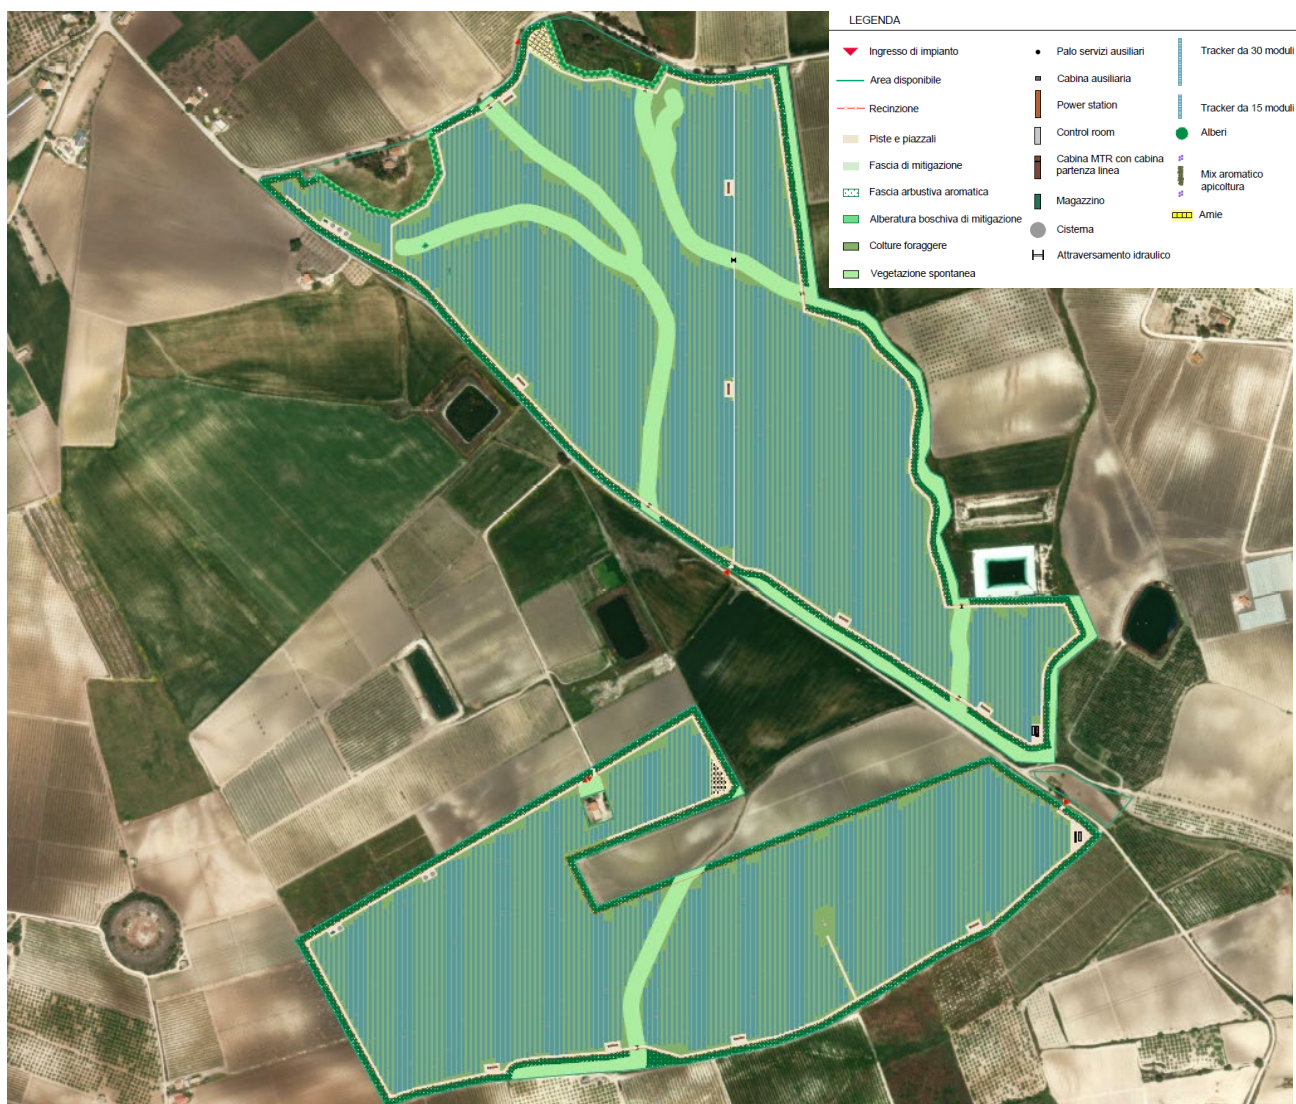 LEGENDA
Ingresso di impianto
Area disponibile
Recinzione
Piste e piazzali
Fascia di mitigazione
Fascia arbustiva aromatica
Alberatura boschiva di mitigazione
Colture foraggere
Vegetazione spontanea
Palo servizi ausiliari
Cabina ausiliaria
Power station
Control room
Cabina MTR con cabina
partenza linea
Magazzino
Cisterna
Attraversamento idraulico
Tracker da 30 moduli
Tracker da 15 moduli
Alberi
Mix aromatico
apicoltura
Arnie